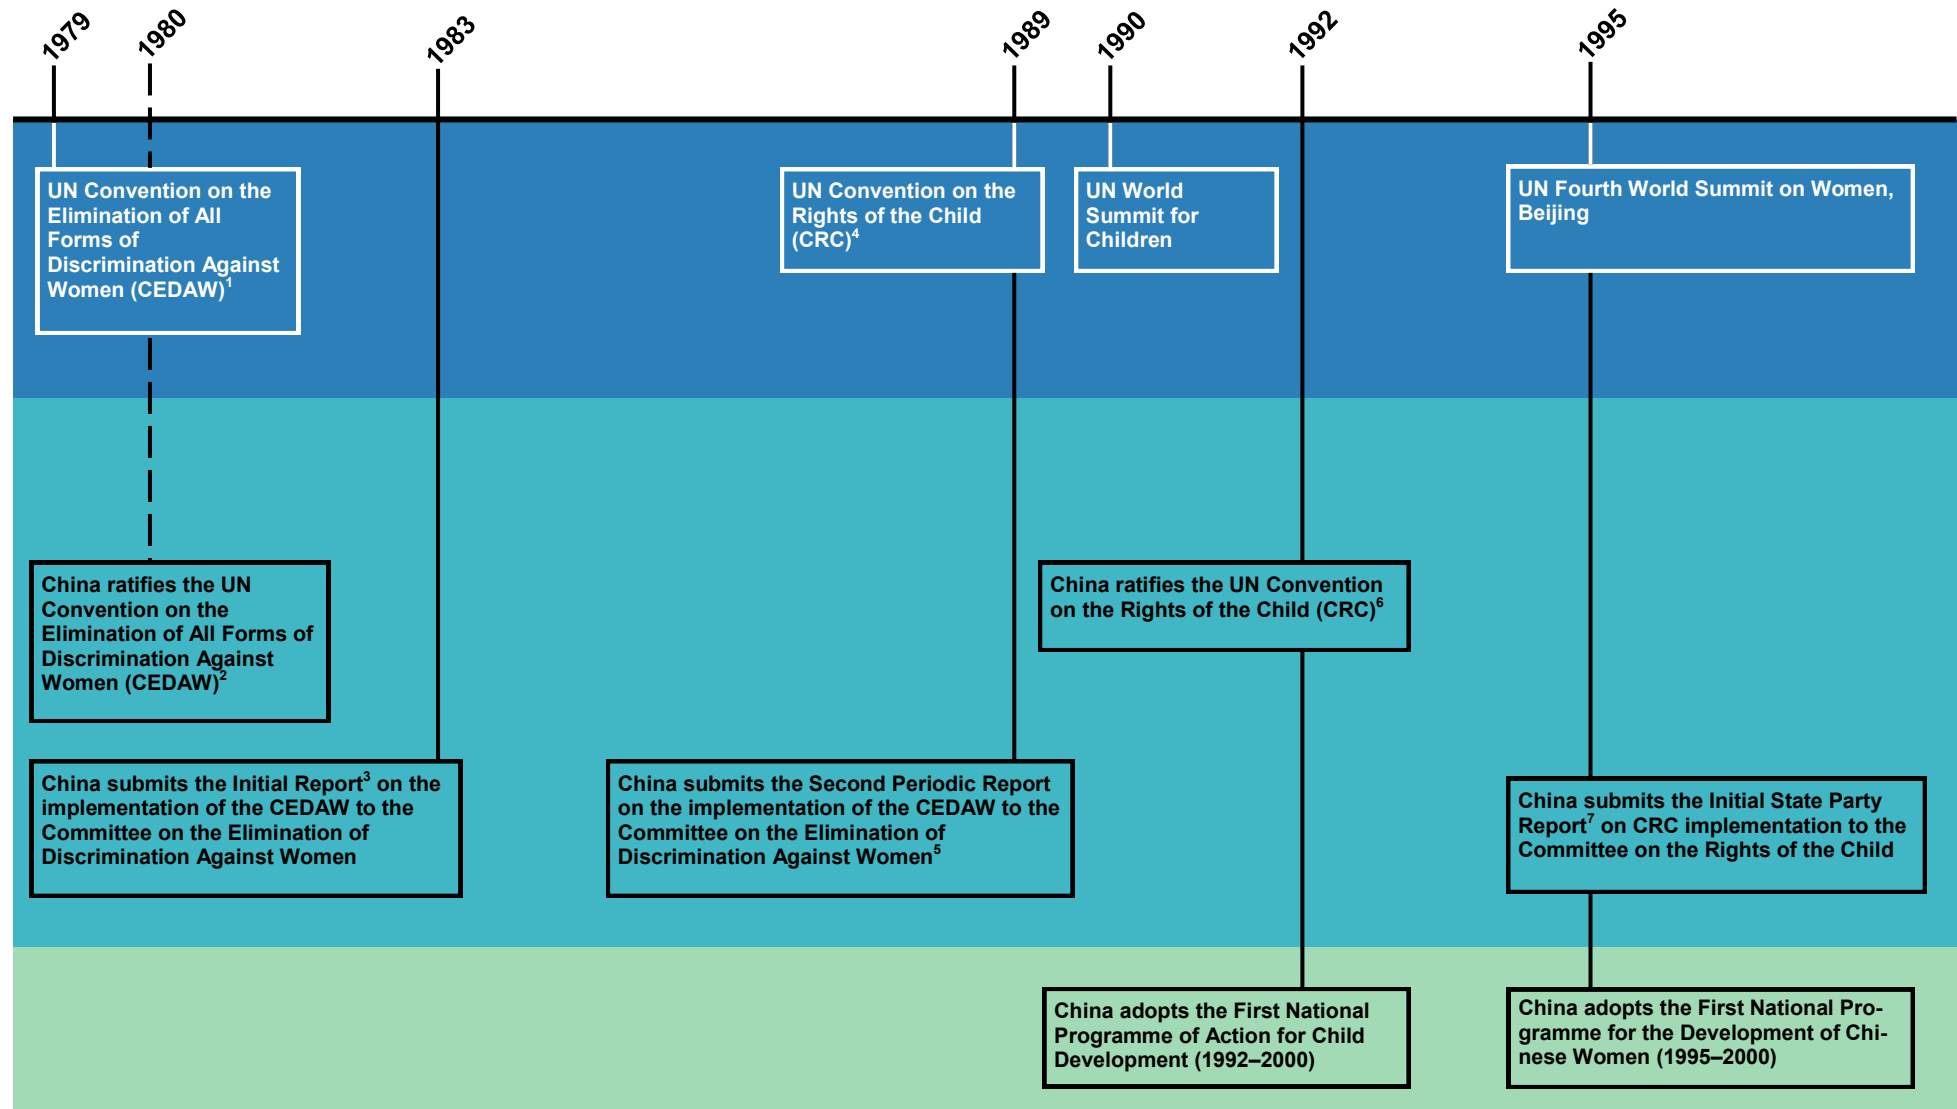 1979
1980
1983
1989
1990
1992
1995
UN Convention on the
Elimination of All
Forms of
Discrimination Against
Women (CEDAW)1
UN Convention on the
Rights of the Child
(CRC)4
UN World
Summit for
Children
UN Fourth World Summit on Women,
Beijing
China ratifies the UN
Convention on the
Elimination of All Forms of
Discrimination Against
Women (CEDAW)2
China ratifies the UN Convention
on the Rights of the Child (CRC)6
China submits the Initial Report3 on the
implementation of the CEDAW to the
Committee on the Elimination of
Discrimination Against Women
China submits the Second Periodic Report
on the implementation of the CEDAW to the
Committee on the Elimination of
Discrimination Against Women5
China submits the Initial State Party
Report7 on CRC implementation to the
Committee on the Rights of the Child
China adopts the First National
Programme of Action for Child
Development (1992–2000)
China adopts the First National Pro-
gramme for the Development of Chi-
nese Women (1995–2000)